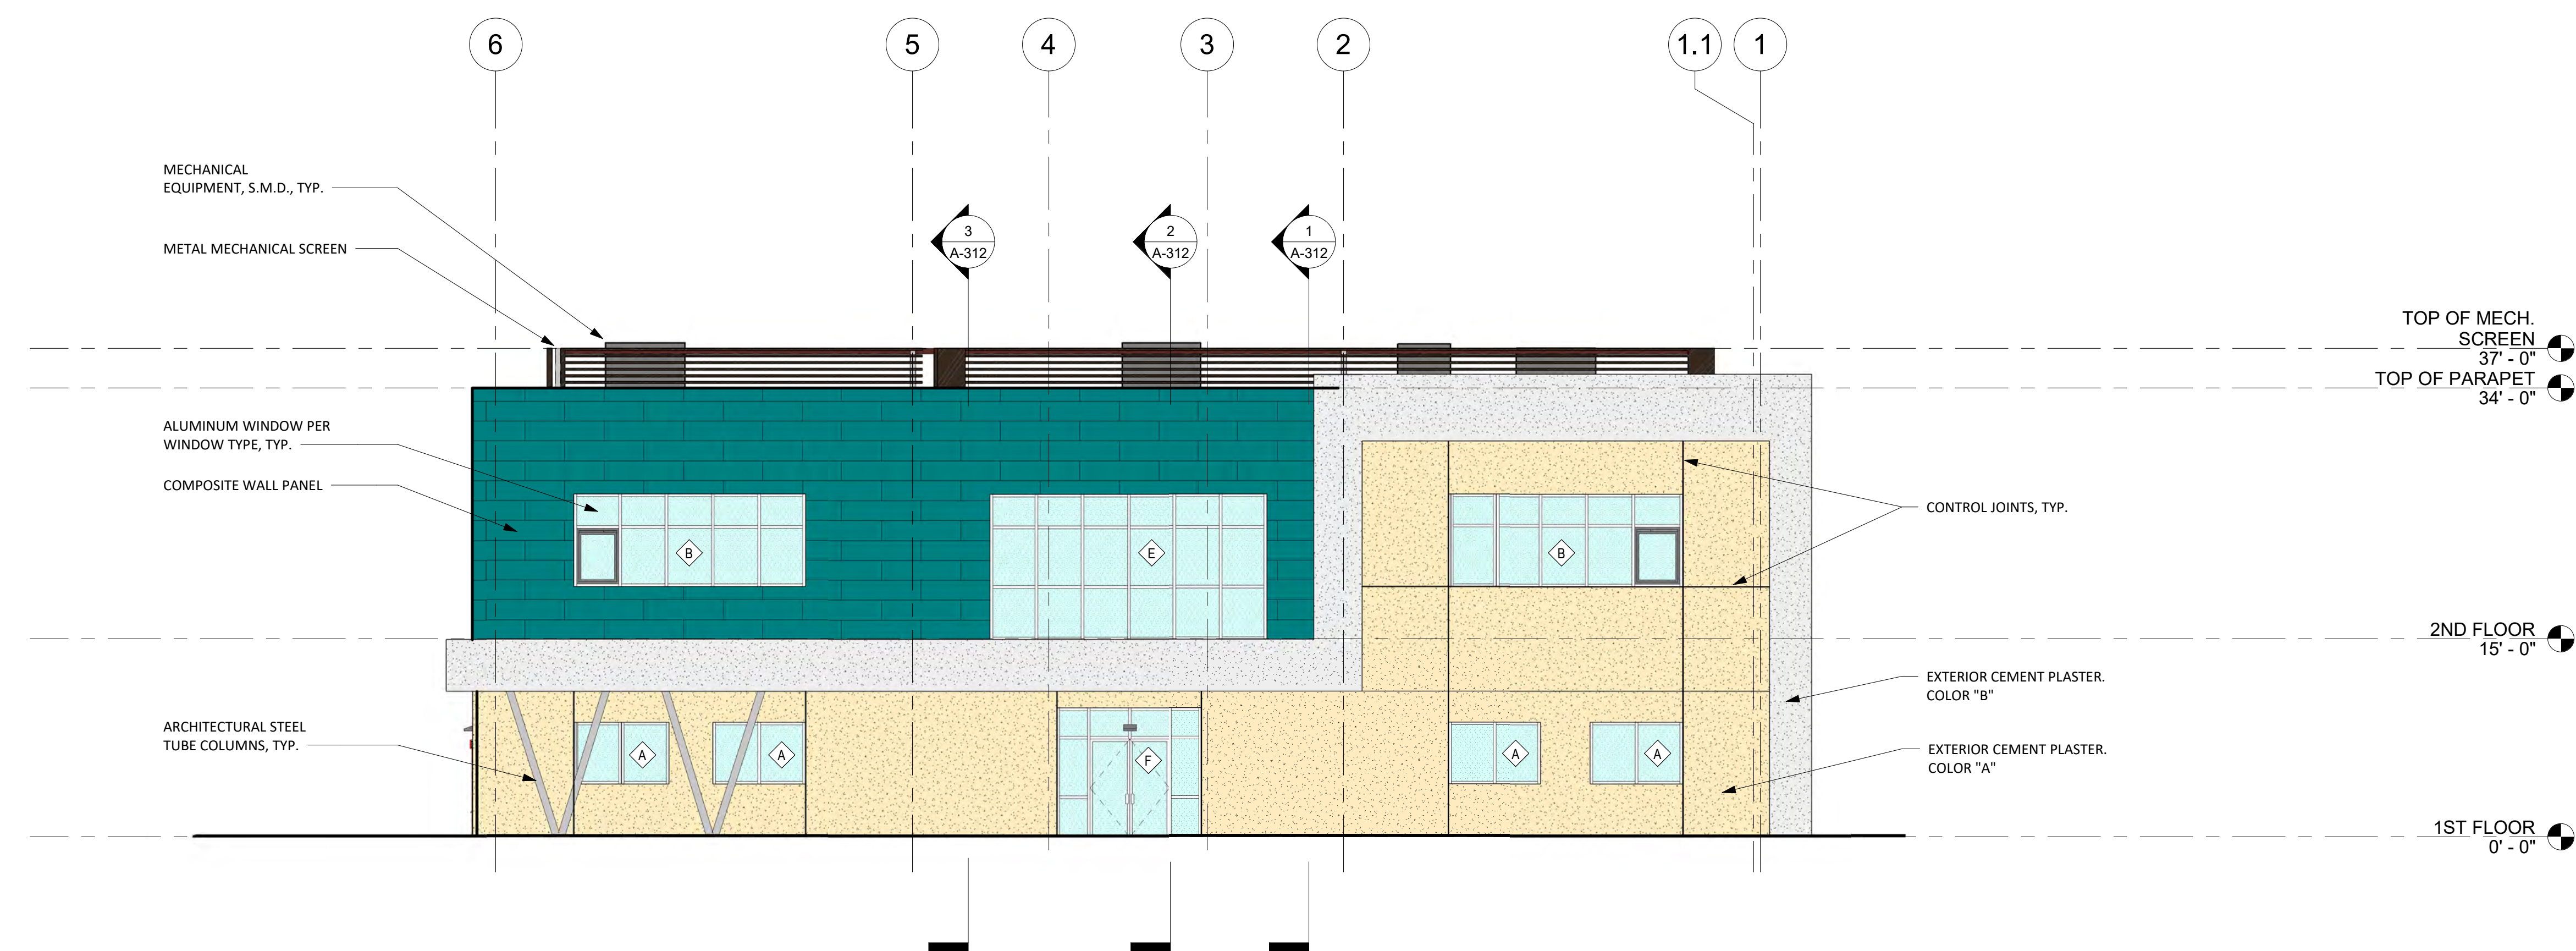 6
5
4
3
2
1.1
1
MECHANICAL
EQUIPMENT, S.M.D., TYP.
METAL MECHANICAL SCREEN
3
A-312
2
A-312
1
A-312
TOP OF MECH.
SCREEN
37' - 0"
TOP OF PARAPET
34' - 0"
ALUMINUM WINDOW PER
WINDOW TYPE, TYP.
COMPOSITE WALL PANEL
CONTROL JOINTS, TYP.
B
E
B
2ND FLOOR
15' - 0"
EXTERIOR CEMENT PLASTER.
COLOR "B"
ARCHITECTURAL STEEL
TUBE COLUMNS, TYP.
A
A
F
A
A
EXTERIOR CEMENT PLASTER.
COLOR "A"
1ST FLOOR
0' - 0"